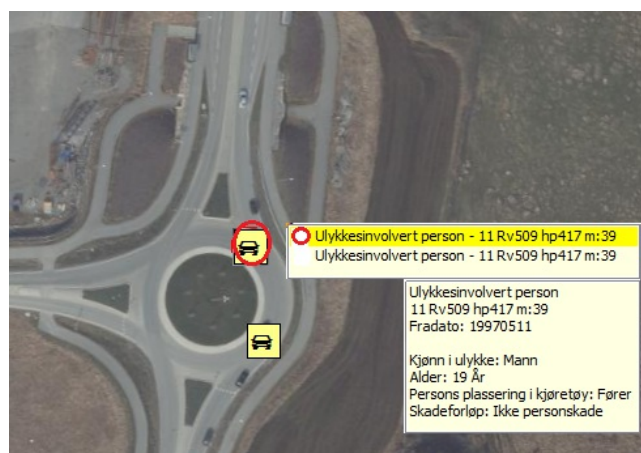 Ulykkesinvolvert person - 11 Rv509 hp417 m:39
Ulykkesinvolvert person - 11 Rv509 hp417 m:39
Ulykkesinvolvert person
11 Rv509 hp417 m:39
Fradato: 19970511
Kjønn i ulykke: Mann
Alder: 19 År
Persons plassering i kjøretøy: Fører
Skadeforløp: Ikke personskade